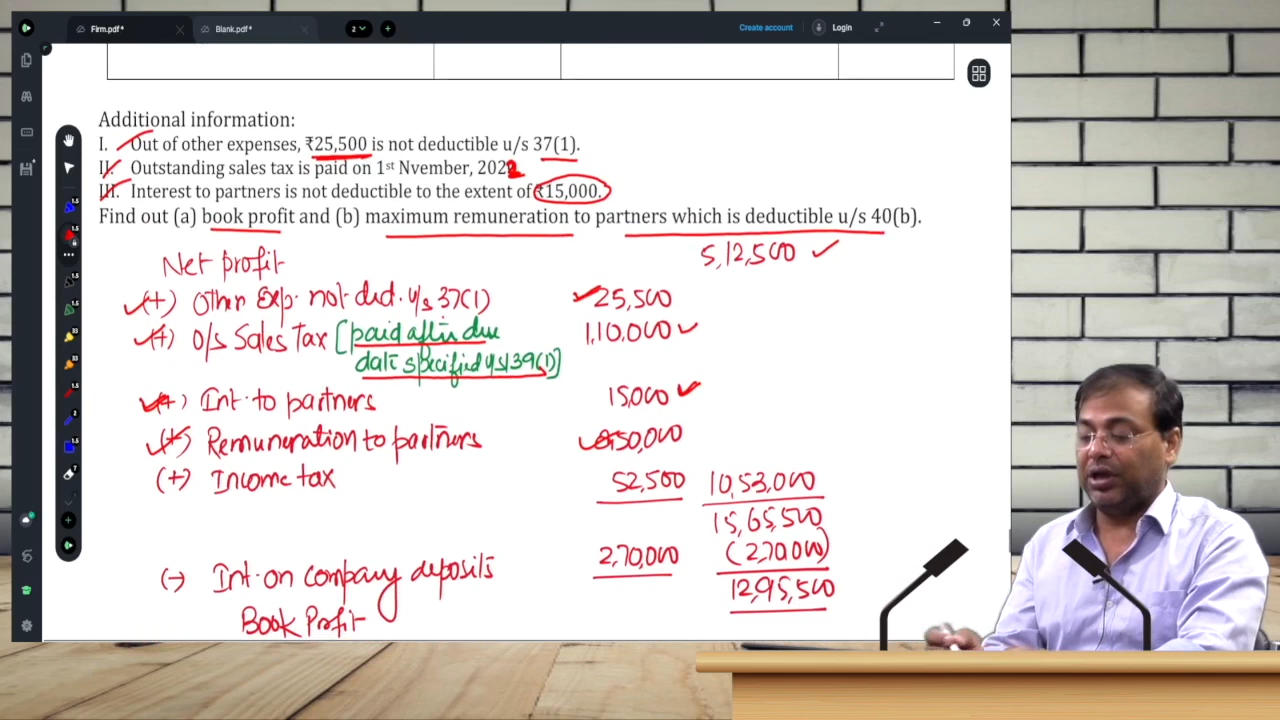 Firm.pdf*
Blank.pdf*
2
Create account
Login
Additional information:
I. Out of other expenses, ₹25,500 is not deductible u/s 37(1).
II. Outstanding sales tax is paid on 1st Nvember, 2022
III. Interest to partners is not deductible to the extent of ₹15,000.
Find out (a) book profit and (b) maximum remuneration to partners which is deductible u/s 40(b).
Net profit 5,12,500
(+) Other Exp. not ded. u/s 37(1) 25,500
(+) O/s Sales Tax [paid after due 1,10,000
date specified u/s 139(1)]
(+) Int. to partners 15,000
(+) Remuneration to partners 850,000
(+) Income tax 52,500 10,53,000
15,65,500
(-) Int. on company deposits 2,70,000 (2,70,000)
Book Profit 12,95,500